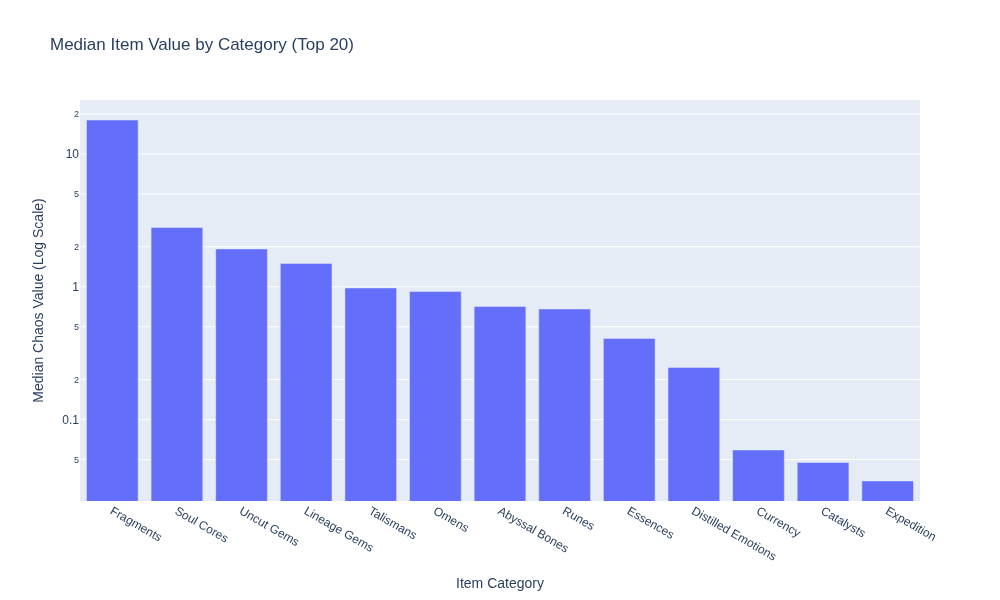 Median Item Value by Category (Top 20)
Median Chaos Value (Log Scale)
2
10
5
2
1
5
2
0.1
5
Fragments
Soul Cores
Uncut Gems
Lineage Gems
Talismans
Omens
Abyssal Bones
Runes
Essences
Distilled Emotions
Currency
Catalysts
Expedition
Item Category